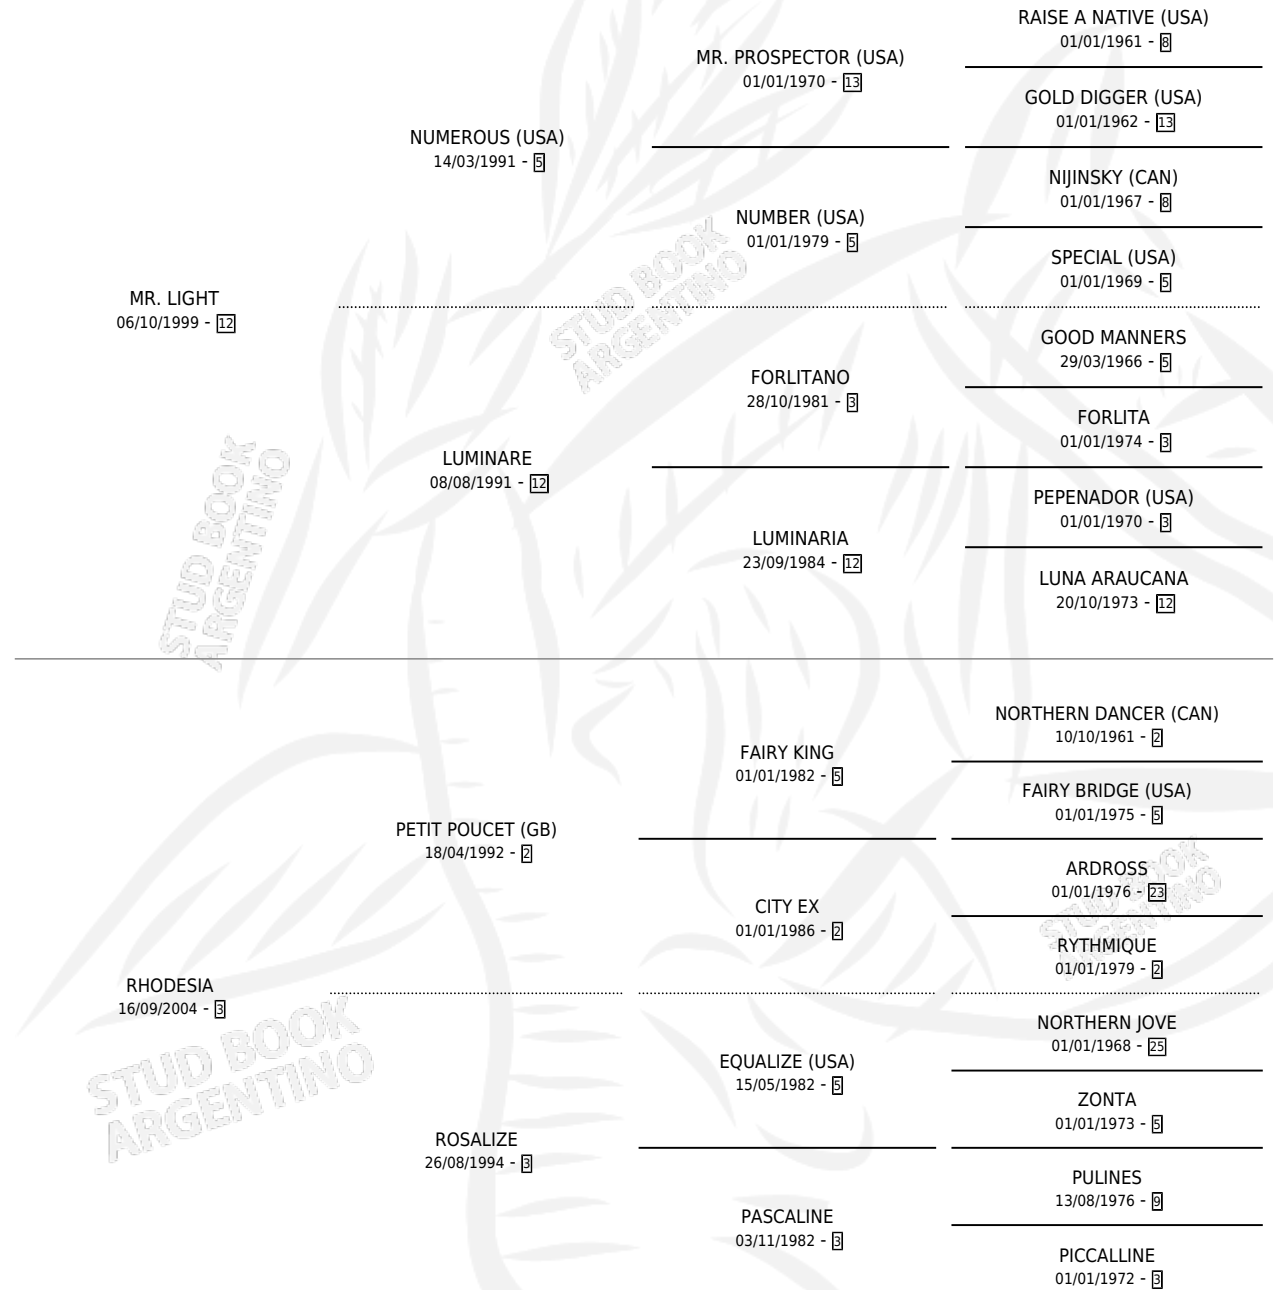 RAISE A NATIVE (USA)
01/01/1961 - 8
MR. PROSPECTOR (USA)
01/01/1970 - 13
GOLD DIGGER (USA)
01/01/1962 - 13
NUMEROUS (USA)
14/03/1991 - 5
NIJINSKY (CAN)
01/01/1967 - 8
NUMBER (USA)
01/01/1979 - 5
SPECIAL (USA)
01/01/1969 - 5
MR. LIGHT
06/10/1999 - 12
GOOD MANNERS
29/03/1966 - 5
FORLITANO
28/10/1981 - 3
FORLITA
01/01/1974 - 3
LUMINARE
08/08/1991 - 12
PEPENADOR (USA)
01/01/1970 - 3
LUMINARIA
23/09/1984 - 12
LUNA ARAUCANA
20/10/1973 - 12
STUD BOOK
ARGENTINO
STUD BOOK
ARGENTINO
NORTHERN DANCER (CAN)
10/10/1961 - 2
FAIRY KING
01/01/1982 - 5
FAIRY BRIDGE (USA)
01/01/1975 - 5
PETIT POUCET (GB)
18/04/1992 - 2
ARDROSS
01/01/1976 - 23
CITY EX
01/01/1986 - 2
RYTHMIQUE
01/01/1979 - 2
RHODESIA
16/09/2004 - 3
NORTHERN JOVE
01/01/1968 - 25
EQUALIZE (USA)
15/05/1982 - 5
ZONTA
01/01/1973 - 5
ROSALIZE
26/08/1994 - 3
PULINES
13/08/1976 - 9
PASCALINE
03/11/1982 - 3
PICCALLINE
01/01/1972 - 3
STUD BOOK
ARGENTINO
STUD BOOK
ARGENTINO